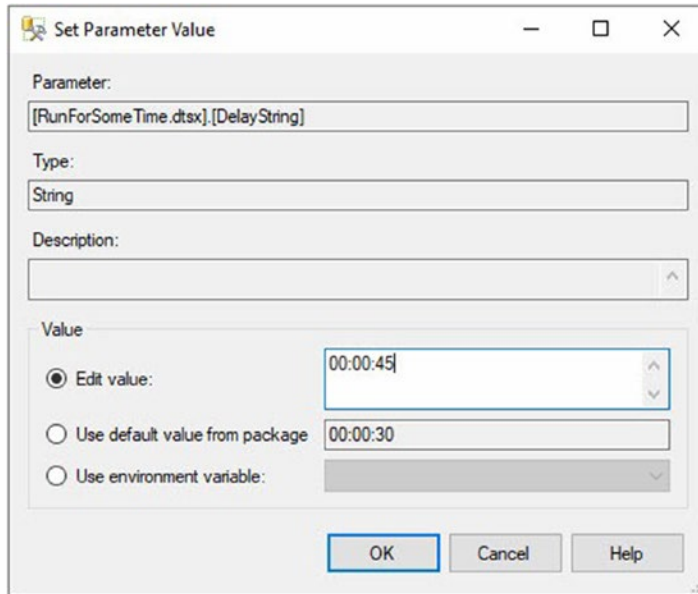 Set Parameter Value
Parameter:
[RunForSomeTime.dtsx].[DelayString]
Type:
String
Description:
Value
Edit value:
00:00:45
Use default value from package
00:00:30
Use environment variable:
OK
Cancel
Help